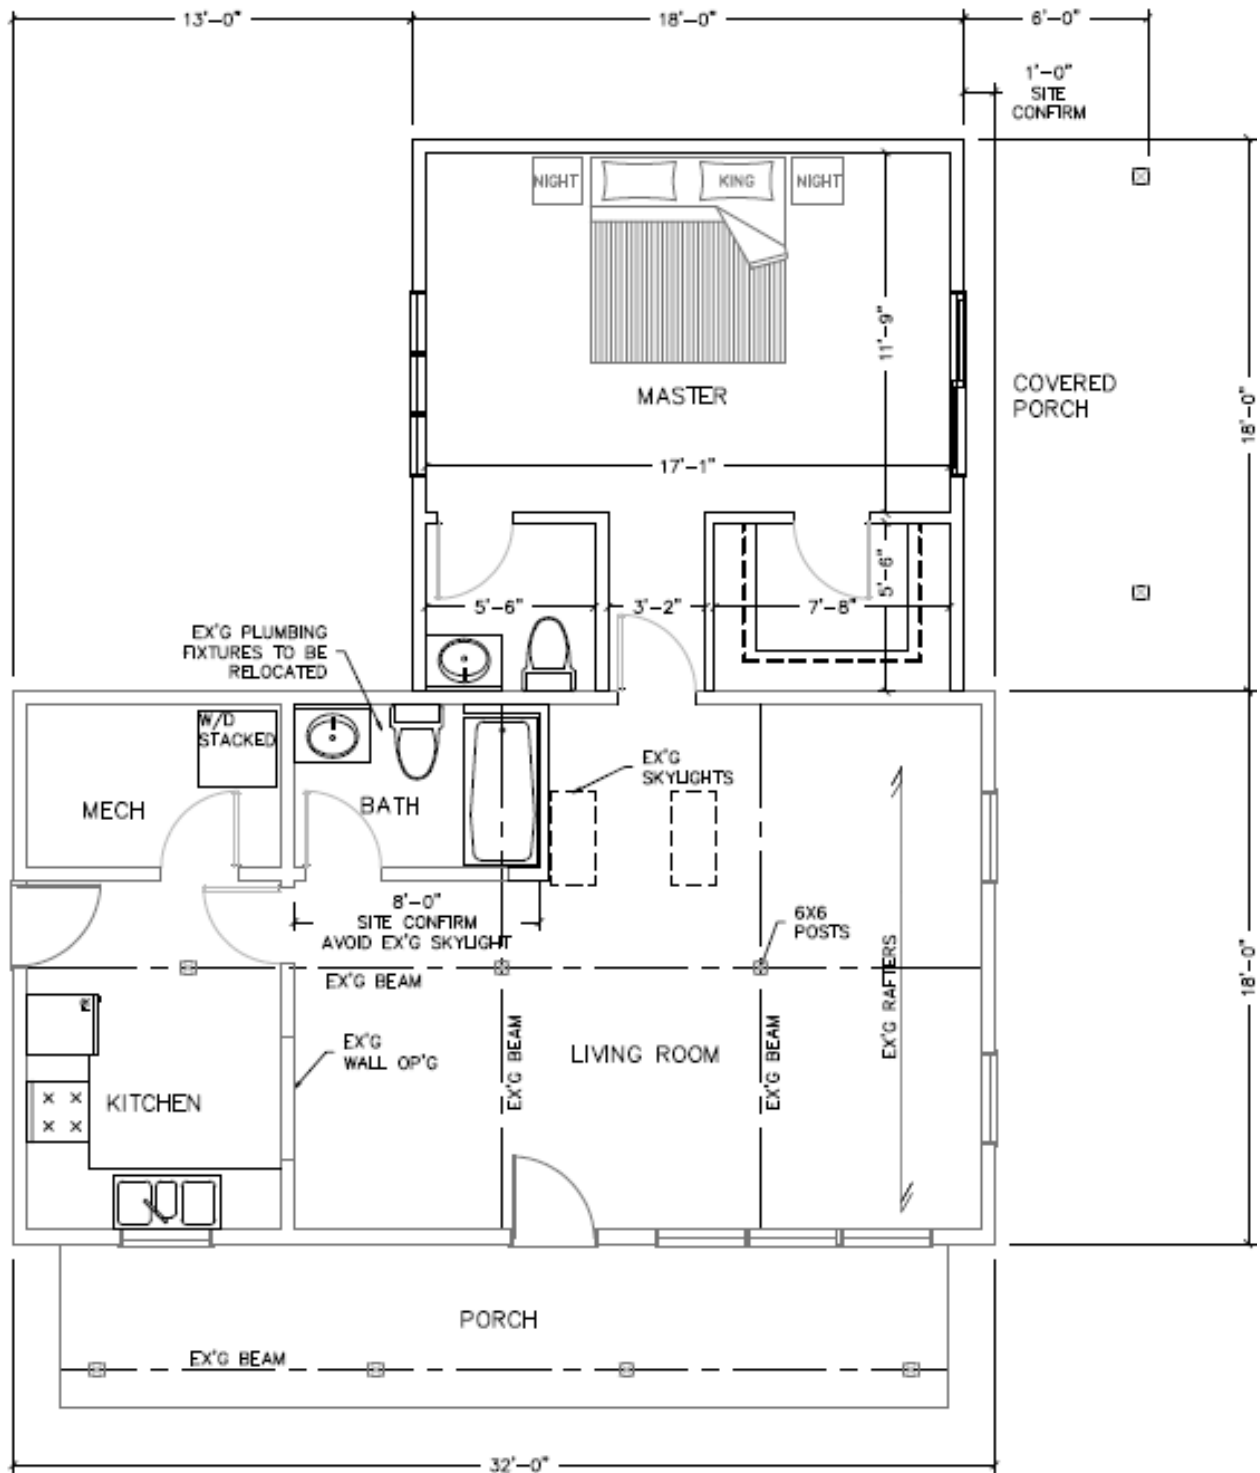 13'-0"
18'-0"
6'-0"
1'-0"
SITE
CONFIRM
NIGHT
KING
NIGHT
11'-9"
MASTER
COVERED
PORCH
18'-0"
17'-1"
5'-6"
5'-6"
3'-2"
7'-8"
EX'G PLUMBING
FIXTURES TO BE
RELOCATED
W/D
STACKED
EX'G
SKYLIGHTS
MECH
BATH
8'-0"
SITE CONFIRM
AVOID EX'G SKYLIGHT
6X6
POSTS
EX'G BEAM
EX'G RAFTERS
18'-0"
EX'G
WALL OP'G
EX'G BEAM
LIVING ROOM
EX'G BEAM
KITCHEN
PORCH
EX'G BEAM
32'-0"